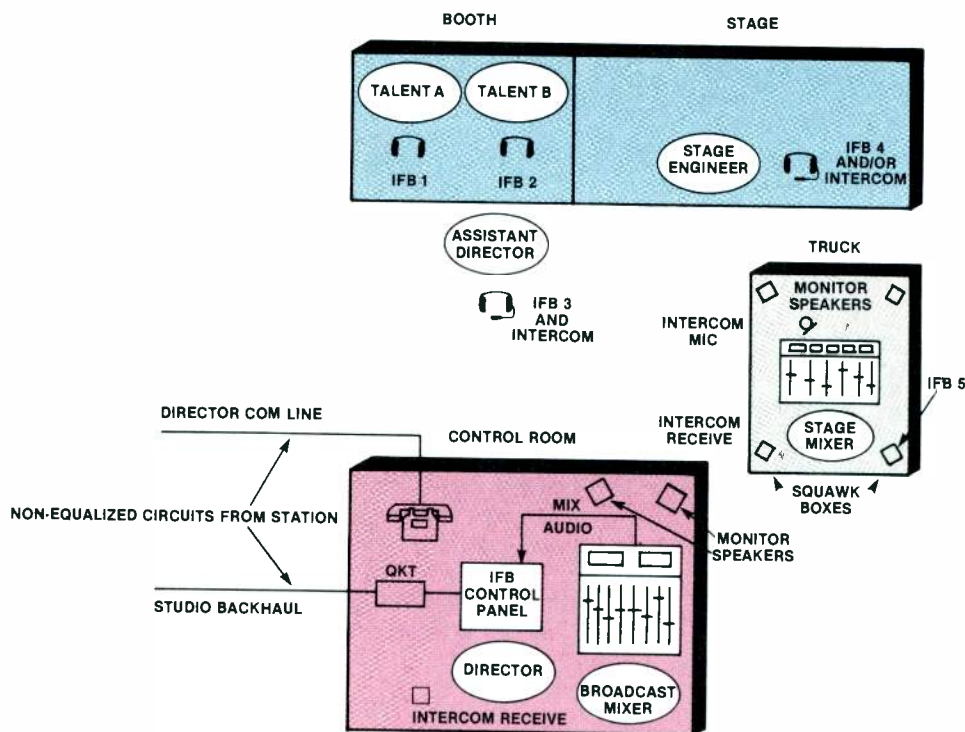 BOOTH
STAGE
TALENT A
TALENT B
IFB 1
IFB 2
STAGE
ENGINEER
IFB 4
AND/OR
INTERCOM
ASSISTANT
DIRECTOR
IFB 3
AND
INTERCOM
TRUCK
MONITOR
SPEAKERS
INTERCOM
MIC
IFB 5
INTERCOM
RECEIVE
STAGE
MIXER
SQUAWK
BOXES
DIRECTOR COM LINE
CONTROL ROOM
NON-EQUALIZED CIRCUITS FROM STATION
MIX
AUDIO
MONITOR
SPEAKERS
QKT
IFB
CONTROL
PANEL
STUDIO BACKHAUL
DIRECTOR
BROADCAST
MIXER
INTERCOM RECEIVE